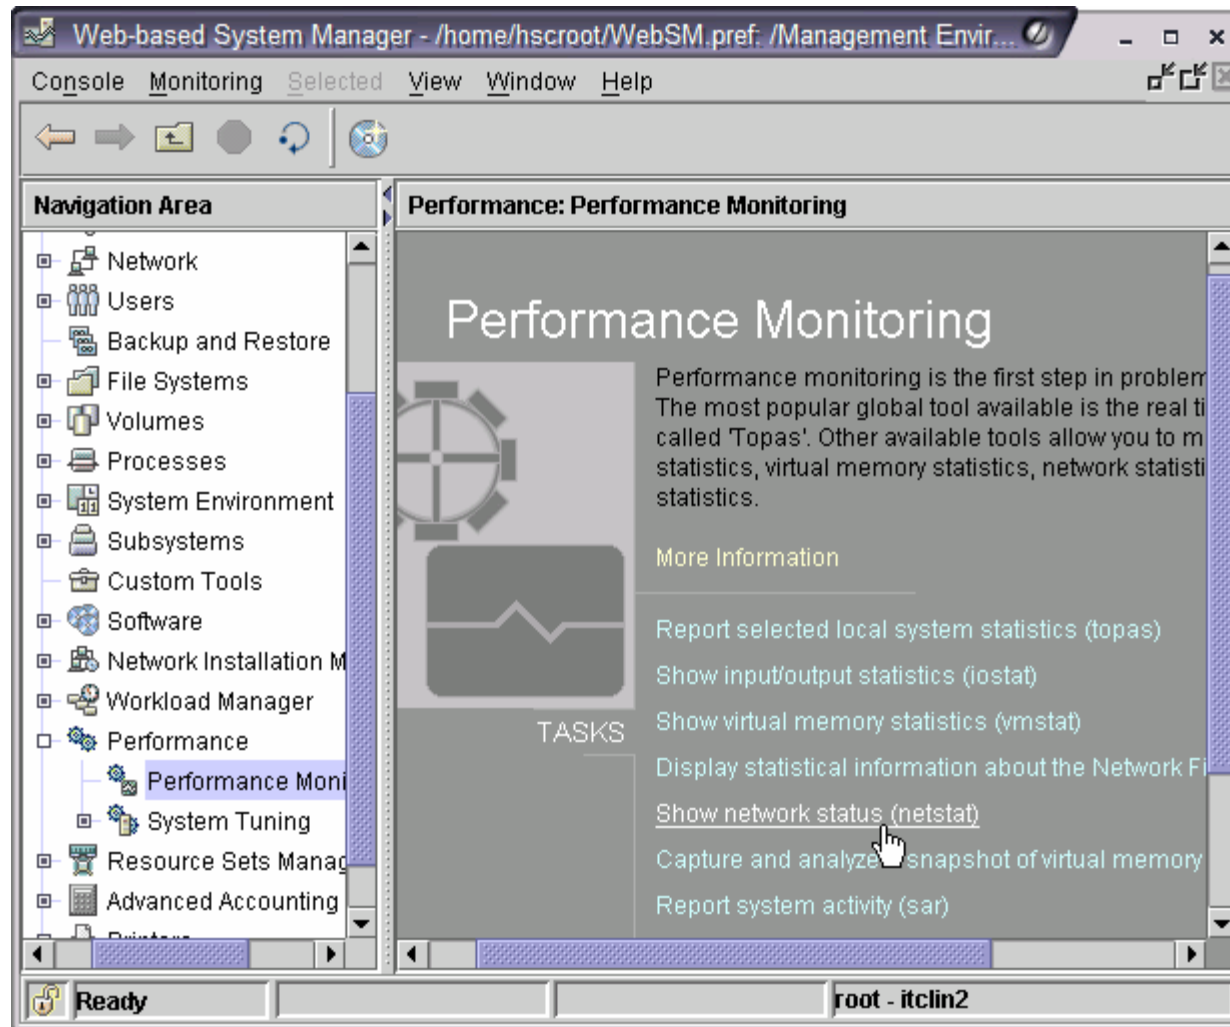 Web-based System Manager - /home/hscroot/WebSM.pref: /Management Envir...
Console Monitoring Selected View Window Help
Navigation Area
Network
Users
Backup and Restore
File Systems
Volumes
Processes
System Environment
Subsystems
Custom Tools
Software
Network Installation M
Workload Manager
Performance
Performance Moni
System Tuning
Resource Sets Manag
Advanced Accounting
Printers
Performance: Performance Monitoring
Performance Monitoring
Performance monitoring is the first step in problem
The most popular global tool available is the real ti
called 'Topas'. Other available tools allow you to m
statistics, virtual memory statistics, network statisti
statistics.
More Information
TASKS
Report selected local system statistics (topas)
Show input/output statistics (iostat)
Show virtual memory statistics (vmstat)
Display statistical information about the Network Fi
Show network status (netstat)
Capture and analyze snapshot of virtual memory
Report system activity (sar)
Ready
root - itclin2